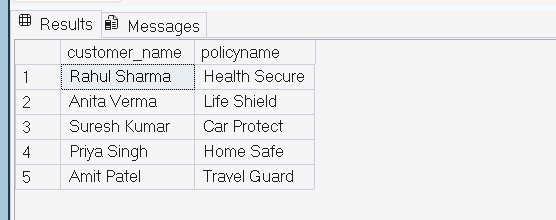 Results Messages
customer_name policyname
1 Rahul Sharma Health Secure
2 Anita Verma Life Shield
3 Suresh Kumar Car Protect
4 Priya Singh Home Safe
5 Amit Patel Travel Guard